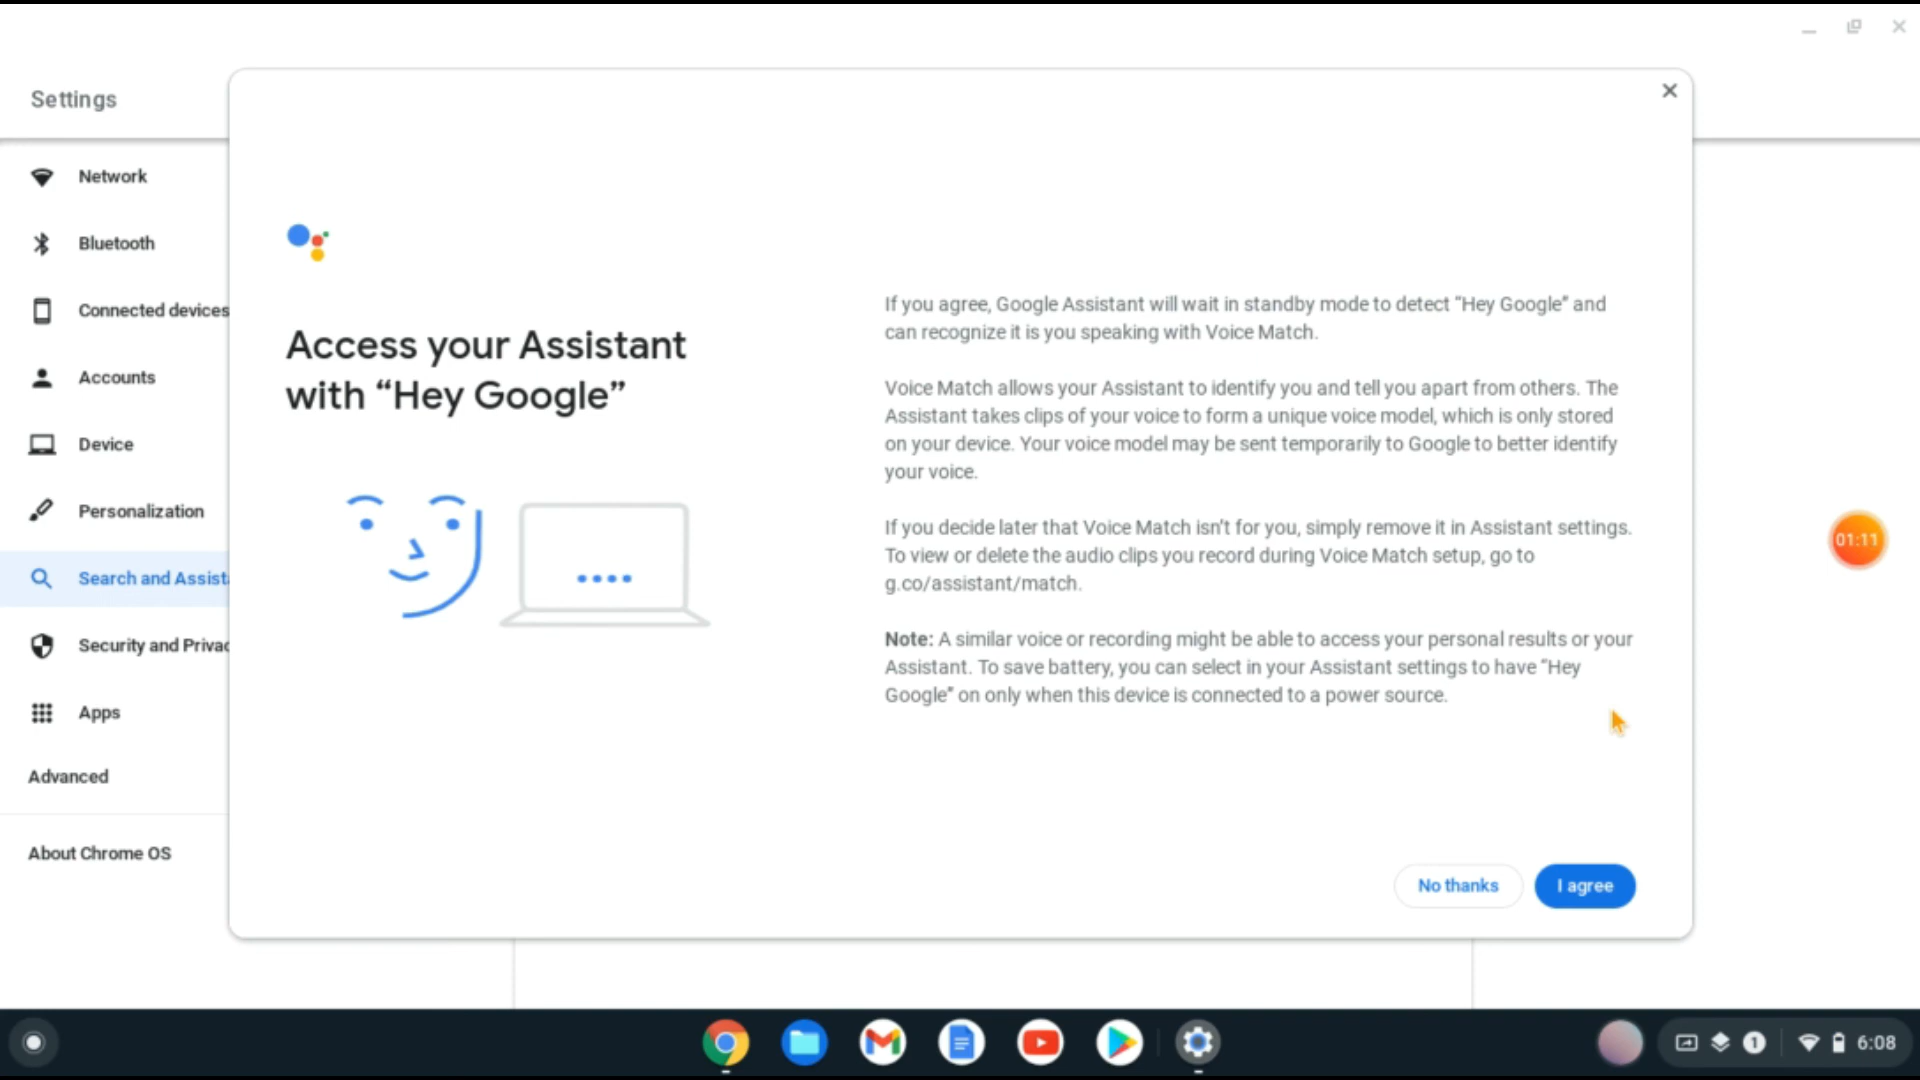 Settings
Network
Bluetooth
Connected devices
Accounts
Device
Personalization
Search and Assist
Security and Privac
Apps
Advanced
About Chrome OS
Access your Assistant
with “Hey Google”
If you agree, Google Assistant will wait in standby mode to detect “Hey Google” and
can recognize it is you speaking with Voice Match.
Voice Match allows your Assistant to identify you and tell you apart from others. The
Assistant takes clips of your voice to form a unique voice model, which is only stored
on your device. Your voice model may be sent temporarily to Google to better identify
your voice.
If you decide later that Voice Match isn’t for you, simply remove it in Assistant settings.
To view or delete the audio clips you record during Voice Match setup, go to
g.co/assistant/match.
Note: A similar voice or recording might be able to access your personal results or your
Assistant. To save battery, you can select in your Assistant settings to have “Hey
Google” on only when this device is connected to a power source.
No thanks
I agree
01:11
1
6:08